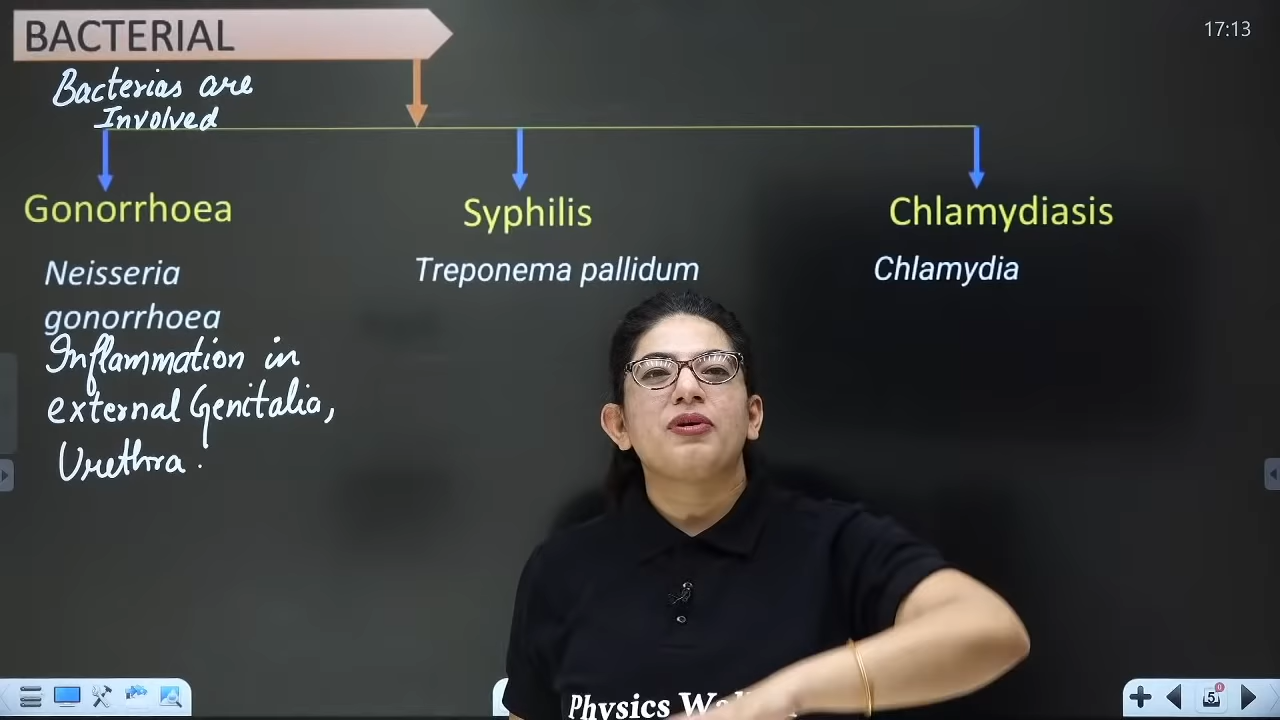 BACTERIAL
17:13
Bacterias are
Involved
Gonorrhoea
Syphilis
Chlamydiasis
Neisseria
gonorrhoea
Treponema pallidum
Chlamydia
Inflammation in
external Genitalia,
Urethra.
Physics
5